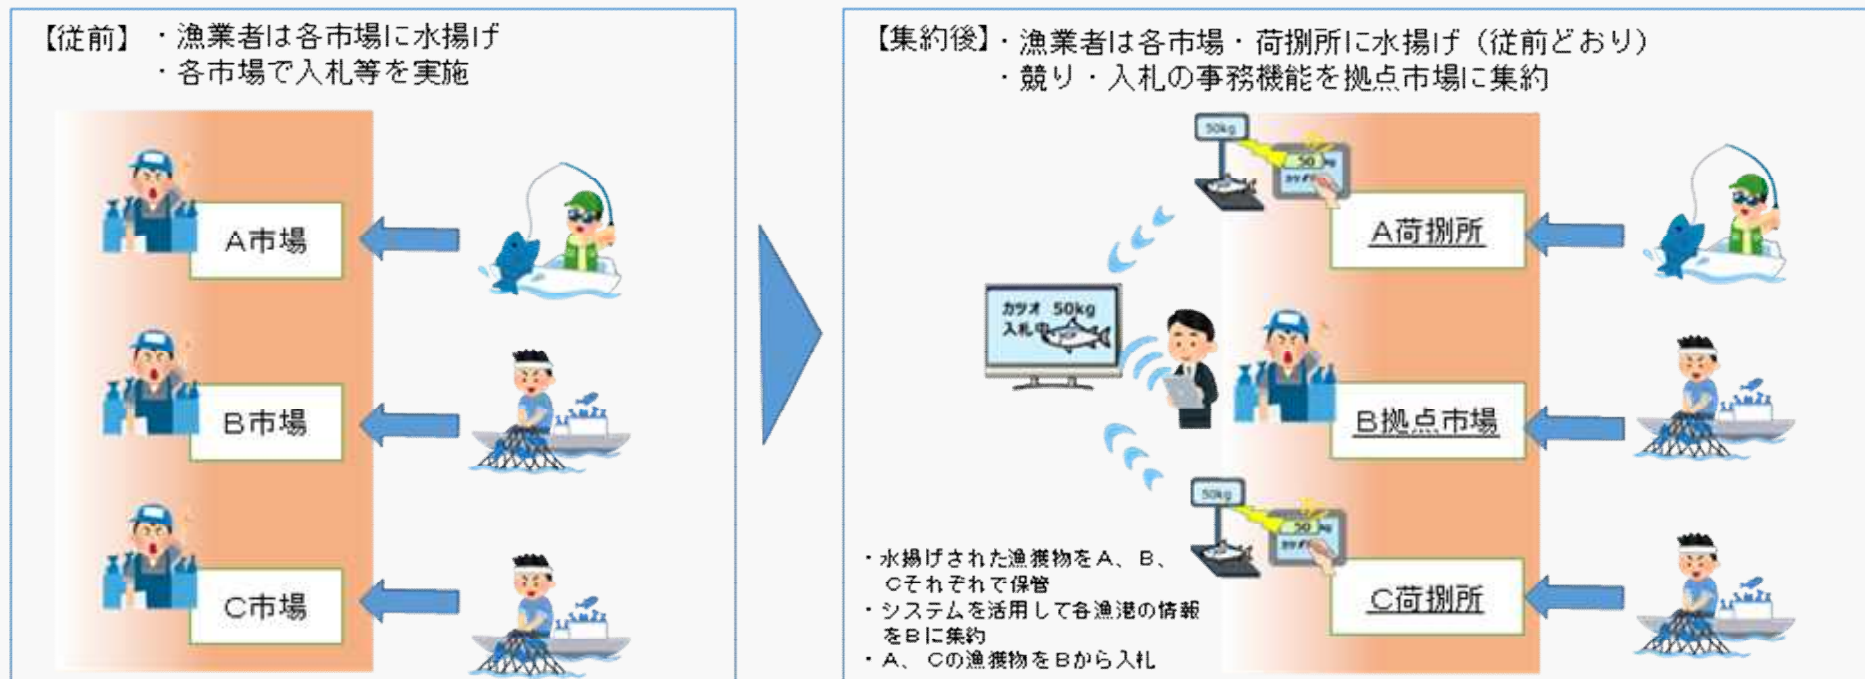 【従前】・漁業者は各市場に水揚げ
・各市場で入札等を実施
A市場
B市場
C市場
【集約後】・漁業者は各市場・荷捌所に水揚げ(従前どおり)
・競り・入札の事務機能を拠点市場に集約
50kg
50 kg
A荷捌所
カツオ 50kg
入札中
B拠点市場
50kg
50 kg
C荷捌所
・水揚げされた漁獲物をA、B、
Cそれぞれで保管
・システムを活用して各漁港の情報
をBに集約
・A、Cの漁獲物をBから入札